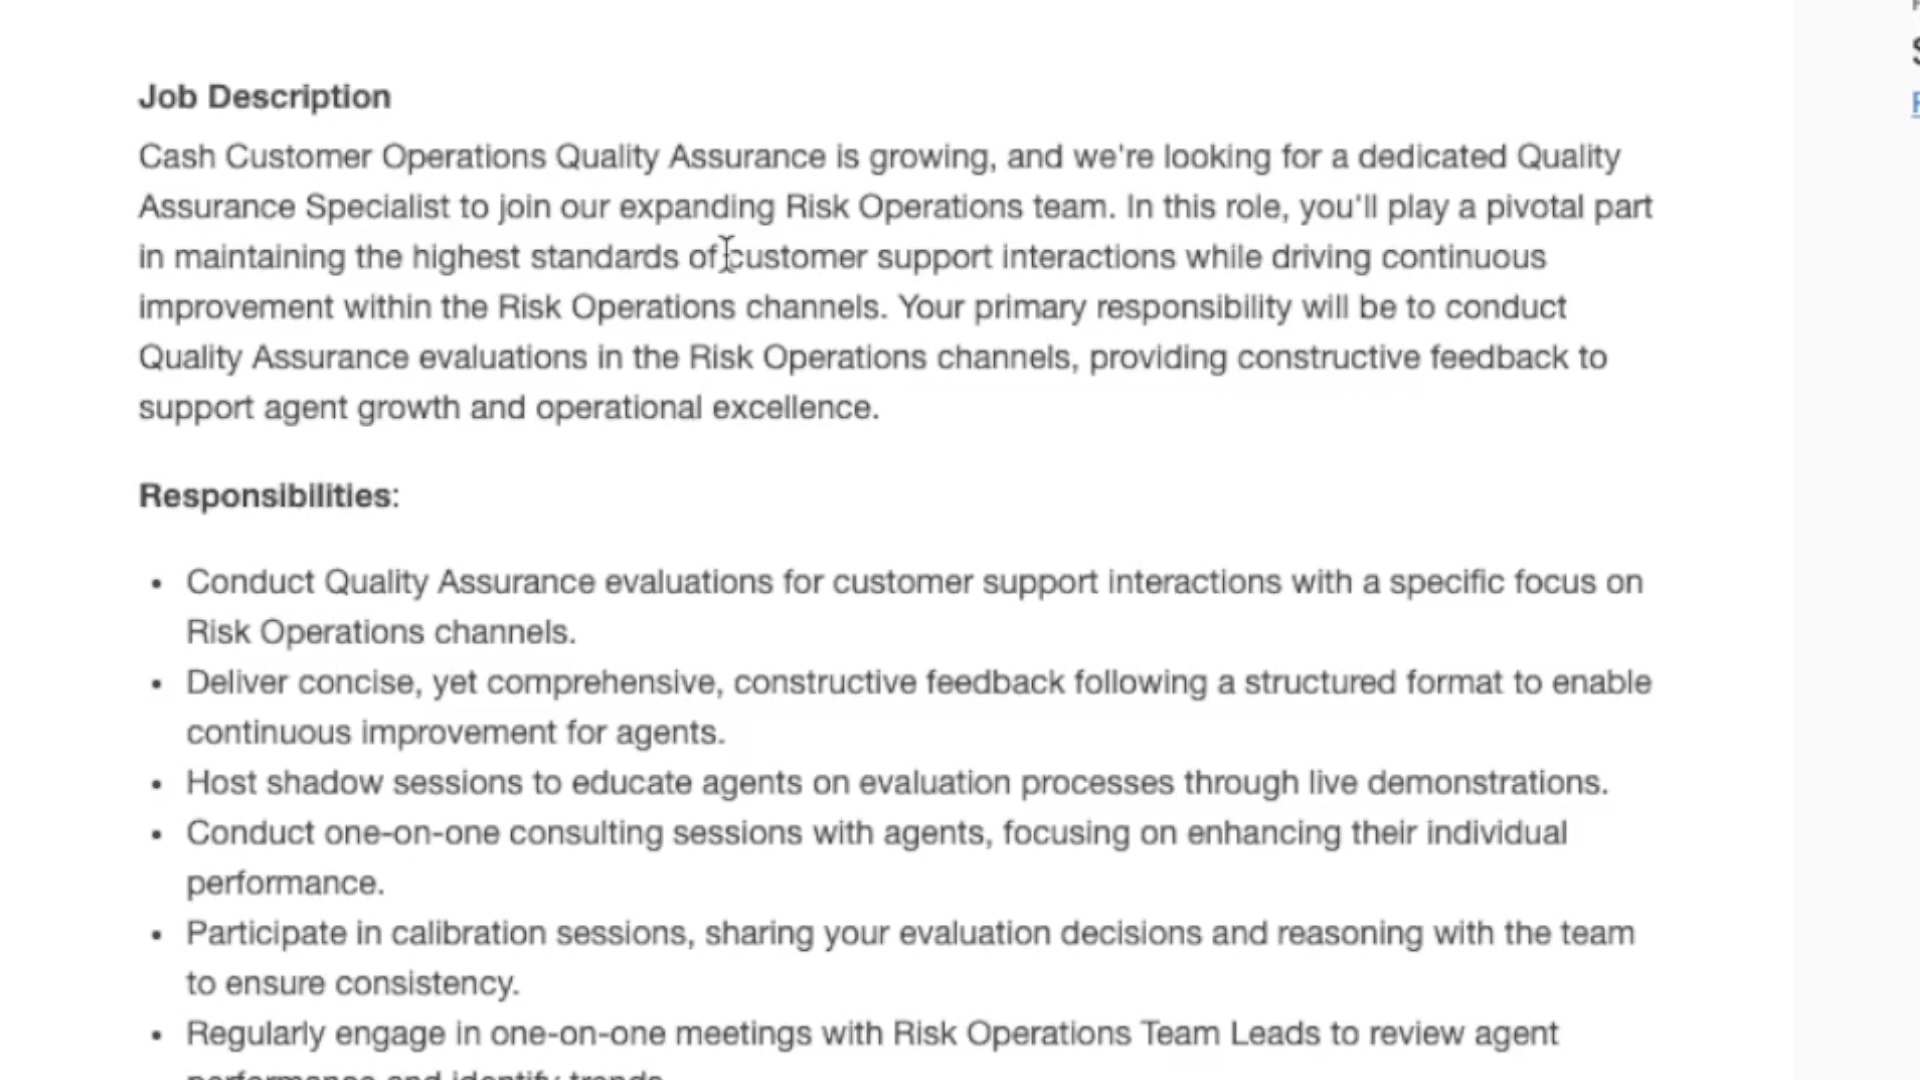 Job Description
Cash Customer Operations Quality Assurance is growing, and we're looking for a dedicated Quality
Assurance Specialist to join our expanding Risk Operations team. In this role, you'll play a pivotal part
in maintaining the highest standards of customer support interactions while driving continuous
improvement within the Risk Operations channels. Your primary responsibility will be to conduct
Quality Assurance evaluations in the Risk Operations channels, providing constructive feedback to
support agent growth and operational excellence.
Responsibilities:
• Conduct Quality Assurance evaluations for customer support interactions with a specific focus on
Risk Operations channels.
• Deliver concise, yet comprehensive, constructive feedback following a structured format to enable
continuous improvement for agents.
• Host shadow sessions to educate agents on evaluation processes through live demonstrations.
• Conduct one-on-one consulting sessions with agents, focusing on enhancing their individual
performance.
• Participate in calibration sessions, sharing your evaluation decisions and reasoning with the team
to ensure consistency.
• Regularly engage in one-on-one meetings with Risk Operations Team Leads to review agent
performance and identify trends.